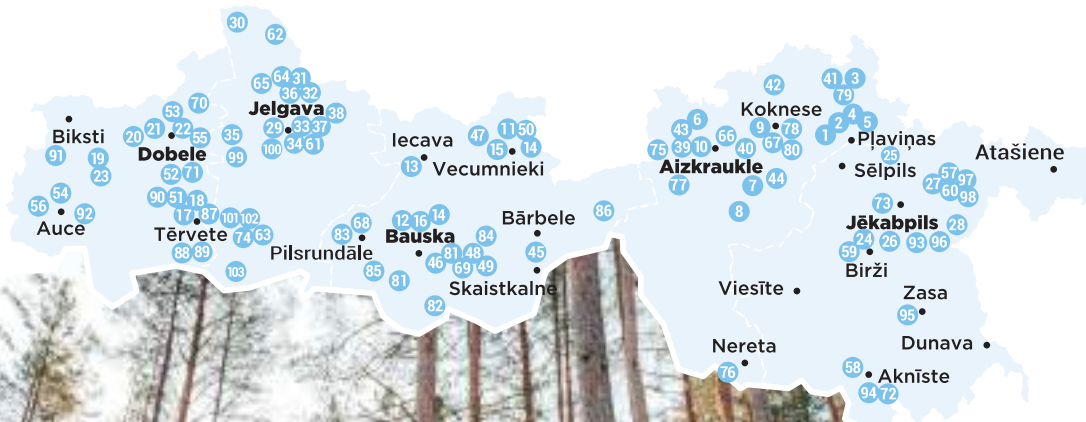 30
62
65 64 31
36 32
70
53
Jelgava
38
Biksti
20 21 22 55
Dobele
35
29 33 37
100 34 61
99
91
19
23
52 71
54
56
92
Auce
90 51 18
17 87
Tērvete
101 102
74 63
88 89
103
Iecava
13
47 11 50
15 14
Vecumnieki
68
83
Pilsrundāle
12 16 14
Bauska
84
Bārbele
86
81 48
46 69 49
45
85
81
Skaistkalne
82
42
41 3
79
Koknese
6
43
66
9 78
4
1 2 5
75 39 10 40 67 80
Pļaviņas
Aizkraukle
25
Atašiene
Sēlpils
77 7 44
57 97
27 60 98
8
73
Jēkabpils
28
24 26 93 96
59
Birži
Viesīte
Zasa
95
Dunava
Nereta
76
58
Aknīste
94 72